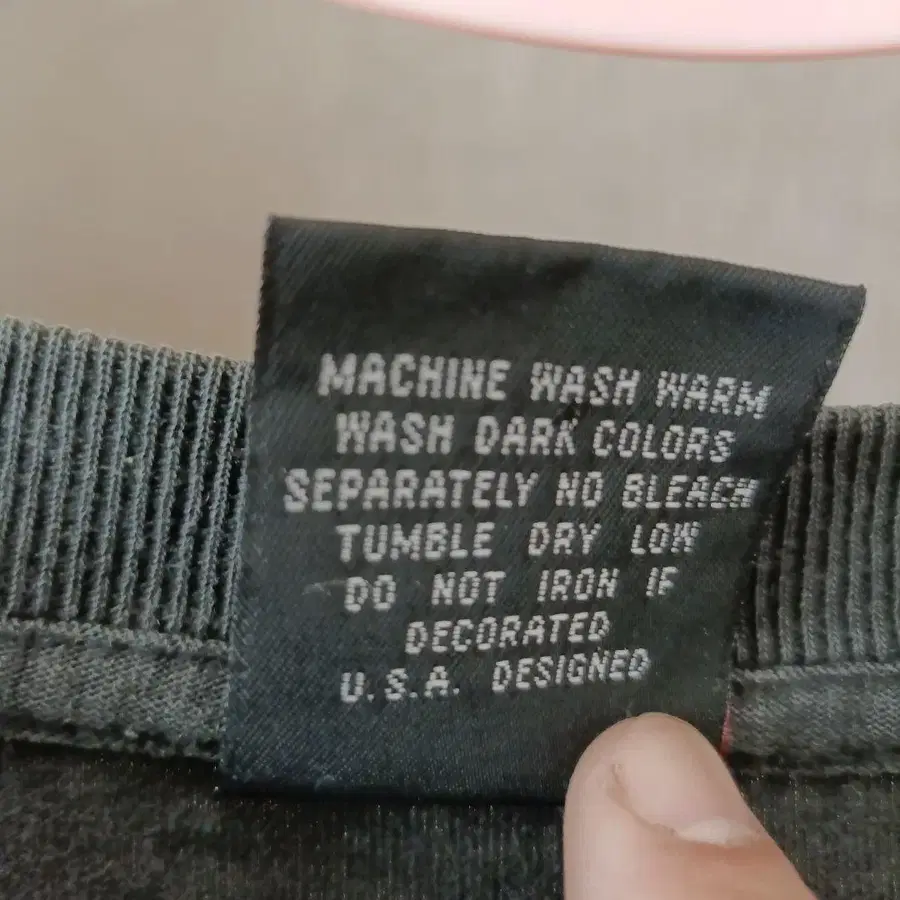 MACHINE WASH WARM
WASH DARK COLORS
SEPARATELY NO BLEACH
TUMBLE DRY LOW
DO NOT IRON IF
DECORATED
U.S.A. DESIGNED